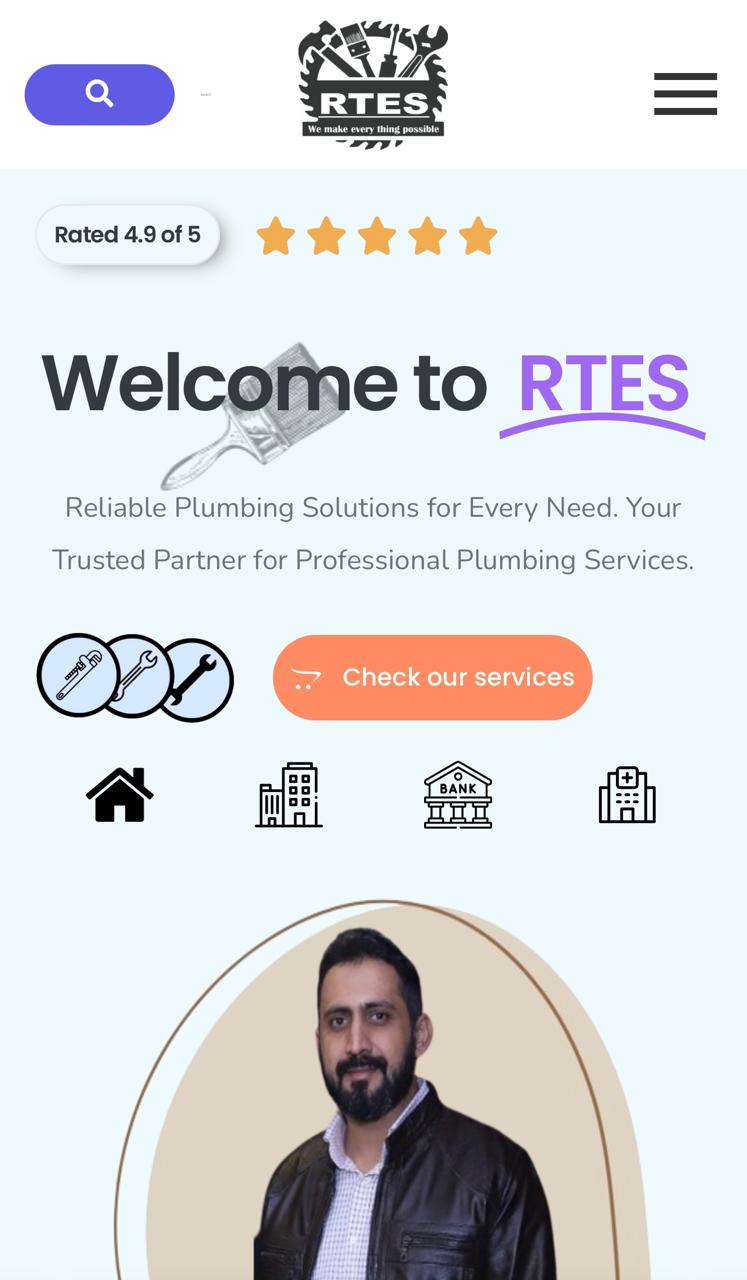 RTES
We make every thing possible
Rated 4.9 of 5
Welcome to RTES
Reliable Plumbing Solutions for Every Need. Your
Trusted Partner for Professional Plumbing Services.
Check our services
BANK